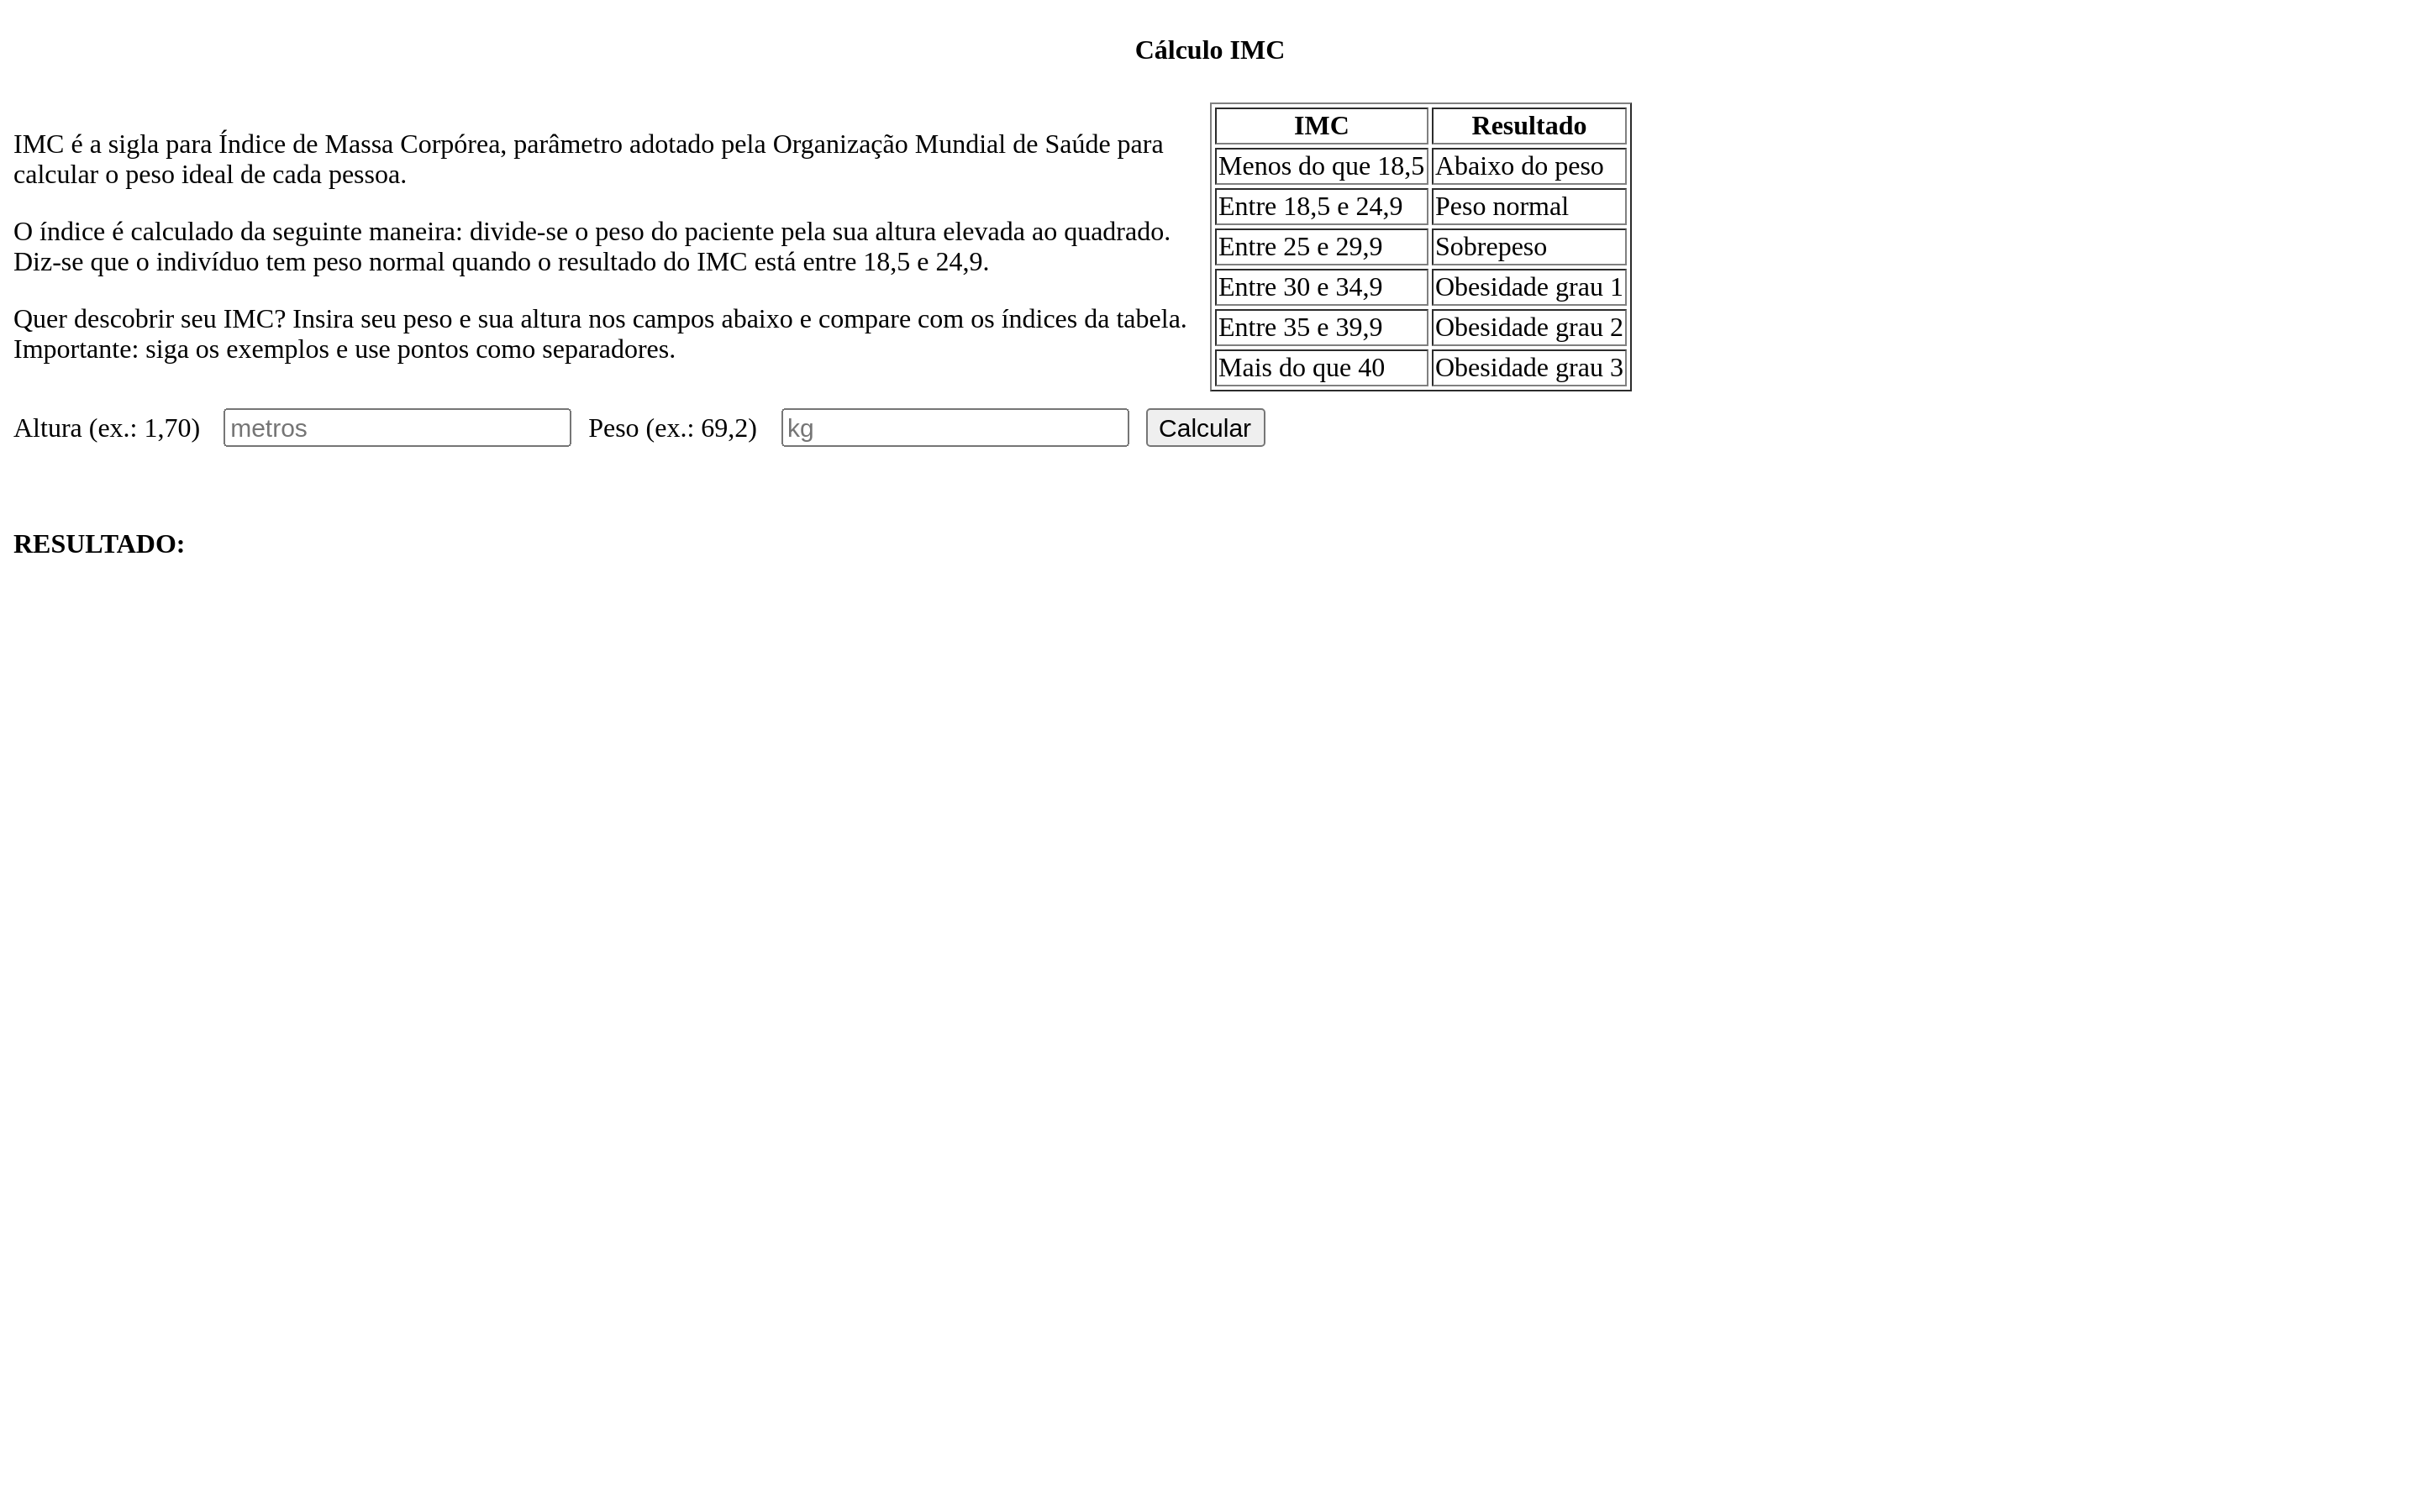 Cálculo IMC
IMC é a sigla para Índice de Massa Corpórea, parâmetro adotado pela Organização Mundial de Saúde para
calcular o peso ideal de cada pessoa.
O índice é calculado da seguinte maneira: divide-se o peso do paciente pela sua altura elevada ao quadrado.
Diz-se que o indivíduo tem peso normal quando o resultado do IMC está entre 18,5 e 24,9.
Quer descobrir seu IMC? Insira seu peso e sua altura nos campos abaixo e compare com os índices da tabela.
Importante: siga os exemplos e use pontos como separadores.
IMC Resultado
Menos do que 18,5 Abaixo do peso
Entre 18,5 e 24,9 Peso normal
Entre 25 e 29,9 Sobrepeso
Entre 30 e 34,9 Obesidade grau 1
Entre 35 e 39,9 Obesidade grau 2
Mais do que 40 Obesidade grau 3
Altura (ex.: 1,70) metros Peso (ex.: 69,2) kg Calcular
RESULTADO: